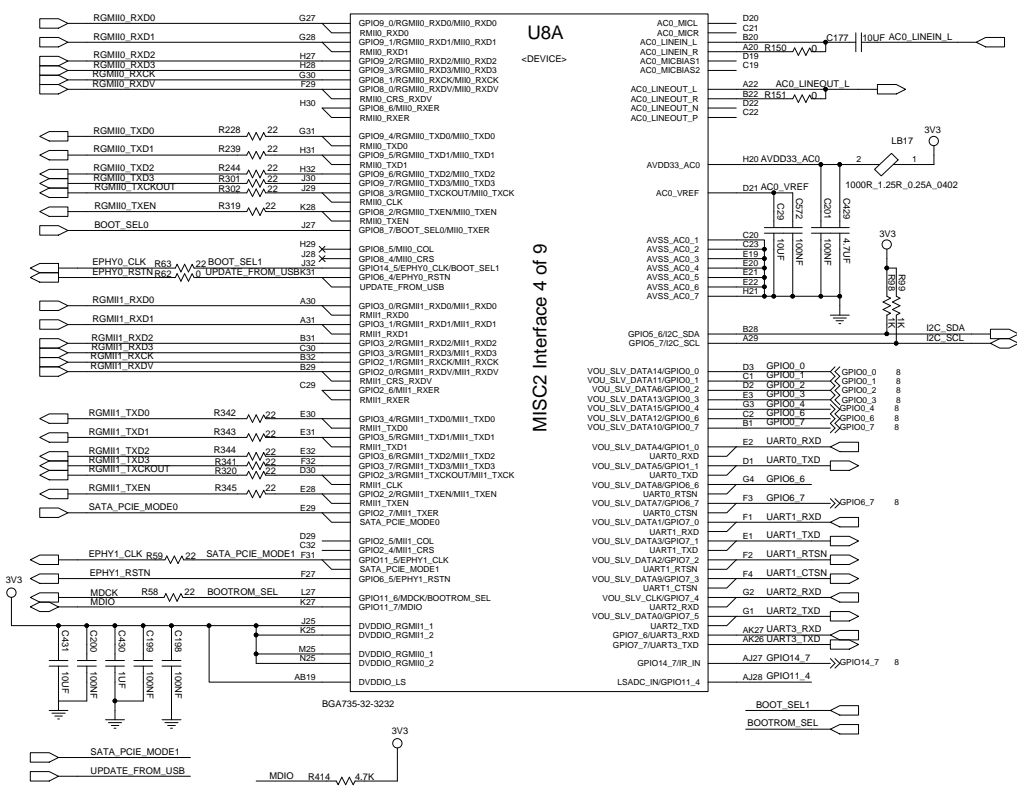 U8A
<DEVICE>
MISC2 Interface 4 of 9
BGA735-32-3232
RGMII0_RXD0 G27 GPIO9_0/RGMII0_RXD0/MII0_RXD0
RMII0_RXD0
RGMII0_RXD1 G28 GPIO9_1/RGMII0_RXD1/MII0_RXD1
RMII0_RXD1
RGMII0_RXD2 H27 GPIO9_2/RGMII0_RXD2/MII0_RXD2
RGMII0_RXD3 H28 GPIO9_3/RGMII0_RXD3/MII0_RXD3
RGMII0_RXCK G30 GPIO8_1/RGMII0_RXCK/MII0_RXCK
RGMII0_RXDV F29 GPIO8_0/RGMII0_RXDV/MII0_RXDV
RMII0_CRS_RXDV
H30 GPIO8_6/MII0_RXER
RMII0_RXER
RGMII0_TXD0 R228 22 G31 GPIO9_4/RGMII0_TXD0/MII0_TXD0
RMII0_TXD0
RGMII0_TXD1 R239 22 H31 GPIO9_5/RGMII0_TXD1/MII0_TXD1
RMII0_TXD1
RGMII0_TXD2 R244 22 H32 GPIO9_6/RGMII0_TXD2/MII0_TXD2
RGMII0_TXD3 R301 22 J30 GPIO9_7/RGMII0_TXD3/MII0_TXD3
RGMII0_TXCKOUT R302 22 J29 GPIO8_3/RGMII0_TXCKOUT/MII0_TXCK
RMII0_CLK
RGMII0_TXEN R319 22 K28 GPIO8_2/RGMII0_TXEN/MII0_TXEN
RMII0_TXEN
BOOT_SEL0 J27 GPIO8_7/BOOT_SEL0/MII0_TXER
H29 GPIO8_5/MII0_COL
J28 GPIO8_4/MII0_CRS
EPHY0_CLK R63 22 BOOT_SEL1 J32 GPIO14_5/EPHY0_CLK/BOOT_SEL1
EPHY0_RSTN R62 0 UPDATE_FROM_USB K31 GPIO6_4/EPHY0_RSTN
UPDATE_FROM_USB
RGMII1_RXD0 A30 GPIO3_0/RGMII1_RXD0/MII1_RXD0
RMII1_RXD0
RGMII1_RXD1 A31 GPIO3_1/RGMII1_RXD1/MII1_RXD1
RMII1_RXD1
RGMII1_RXD2 B31 GPIO3_2/RGMII1_RXD2/MII1_RXD2
RGMII1_RXD3 C30 GPIO3_3/RGMII1_RXD3/MII1_RXD3
RGMII1_RXCK B32 GPIO2_1/RGMII1_RXCK/MII1_RXCK
RGMII1_RXDV B29 GPIO2_0/RGMII1_RXDV/MII1_RXDV
RMII1_CRS_RXDV
C29 GPIO2_6/MII1_RXER
RMII1_RXER
RGMII1_TXD0 R342 22 E30 GPIO3_4/RGMII1_TXD0/MII1_TXD0
RMII1_TXD0
RGMII1_TXD1 R343 22 E31 GPIO3_5/RGMII1_TXD1/MII1_TXD1
RMII1_TXD1
RGMII1_TXD2 R344 22 E32 GPIO3_6/RGMII1_TXD2/MII1_TXD2
RGMII1_TXD3 R341 22 F32 GPIO3_7/RGMII1_TXD3/MII1_TXD3
RGMII1_TXCKOUT R320 22 D30 GPIO2_3/RGMII1_TXCKOUT/MII1_TXCK
RMII1_CLK
RGMII1_TXEN R345 22 E28 GPIO2_2/RGMII1_TXEN/MII1_TXEN
RMII1_TXEN
SATA_PCIE_MODE0 E29 GPIO2_7/MII1_TXER
SATA_PCIE_MODE0
D29 GPIO2_5/MII1_COL
C32 GPIO2_4/MII1_CRS
EPHY1_CLK R59 22 SATA_PCIE_MODE1 F31 GPIO11_5/EPHY1_CLK
SATA_PCIE_MODE1
EPHY1_RSTN F27 GPIO6_5/EPHY1_RSTN
MDCK R58 22 BOOTROM_SEL L27 GPIO11_6/MDCK/BOOTROM_SEL
MDIO K27 GPIO11_7/MDIO
3V3
J25 DVDDIO_RGMII1_1
K25 DVDDIO_RGMII1_2
M25 DVDDIO_RGMII0_1
N25 DVDDIO_RGMII0_2
AB19 DVDDIO_LS
C431 10UF
C200 100NF
C430 1UF
C199 100NF
C198 100NF
SATA_PCIE_MODE1
UPDATE_FROM_USB
3V3
MDIO R414 4.7K
AC0_MICL D20
AC0_MICR C21
AC0_LINEIN_L B20 C177 10UF AC0_LINEIN_L
AC0_LINEIN_R A20 R150 0
AC0_MICBIAS1 D19
AC0_MICBIAS2 C19
AC0_LINEOUT_L A22 AC0_LINEOUT_L
AC0_LINEOUT_R B22 R151 0
AC0_LINEOUT_N D22
AC0_LINEOUT_P C22
3V3
LB17
AVDD33_AC0 H20 AVDD33_AC0 2 1
1000R_1.25R_0.25A_0402
AC0_VREF D21 AC0_VREF
C29 10UF
C572 100NF
C201 100NF
C429 4.7UF
AVSS_AC0_1 C20
AVSS_AC0_2 C23
AVSS_AC0_3 E19
AVSS_AC0_4 E20
AVSS_AC0_5 E21
AVSS_AC0_6 E22
AVSS_AC0_7 H21
3V3
R98 1K
R99 1K
GPIO5_6/I2C_SDA B28 I2C_SDA
GPIO5_7/I2C_SCL A29 I2C_SCL
VOU_SLV_DATA14/GPIO0_0 D3 GPIO0_0 GPIO0_0 8
VOU_SLV_DATA11/GPIO0_1 C1 GPIO0_1 GPIO0_1 8
VOU_SLV_DATA6/GPIO0_2 D2 GPIO0_2 GPIO0_2 8
VOU_SLV_DATA13/GPIO0_3 E3 GPIO0_3 GPIO0_3 8
VOU_SLV_DATA15/GPIO0_4 G3 GPIO0_4 GPIO0_4 8
VOU_SLV_DATA12/GPIO0_6 C2 GPIO0_6 GPIO0_6 8
VOU_SLV_DATA10/GPIO0_7 B1 GPIO0_7 GPIO0_7 8
VOU_SLV_DATA4/GPIO1_0 E2 UART0_RXD
UART0_RXD
VOU_SLV_DATA5/GPIO1_1 D1 UART0_TXD
UART0_TXD
VOU_SLV_DATA8/GPIO6_6 G4 GPIO6_6
UART0_RTSN
VOU_SLV_DATA7/GPIO6_7 F3 GPIO6_7 GPIO6_7 8
UART0_CTSN
VOU_SLV_DATA1/GPIO7_0 F1 UART1_RXD
UART1_RXD
VOU_SLV_DATA3/GPIO7_1 E1 UART1_TXD
UART1_TXD
VOU_SLV_DATA2/GPIO7_2 F2 UART1_RTSN
UART1_RTSN
VOU_SLV_DATA9/GPIO7_3 F4 UART1_CTSN
UART1_CTSN
VOU_SLV_CLK/GPIO7_4 G2 UART2_RXD
UART2_RXD
VOU_SLV_DATA0/GPIO7_5 G1 UART2_TXD
UART2_TXD
GPIO7_6/UART3_RXD AK27 UART3_RXD
GPIO7_7/UART3_TXD AK26 UART3_TXD
GPIO14_7/IR_IN AJ27 GPIO14_7 GPIO14_7 8
LSADC_IN/GPIO11_4 AJ28 GPIO11_4
BOOT_SEL1
BOOTROM_SEL